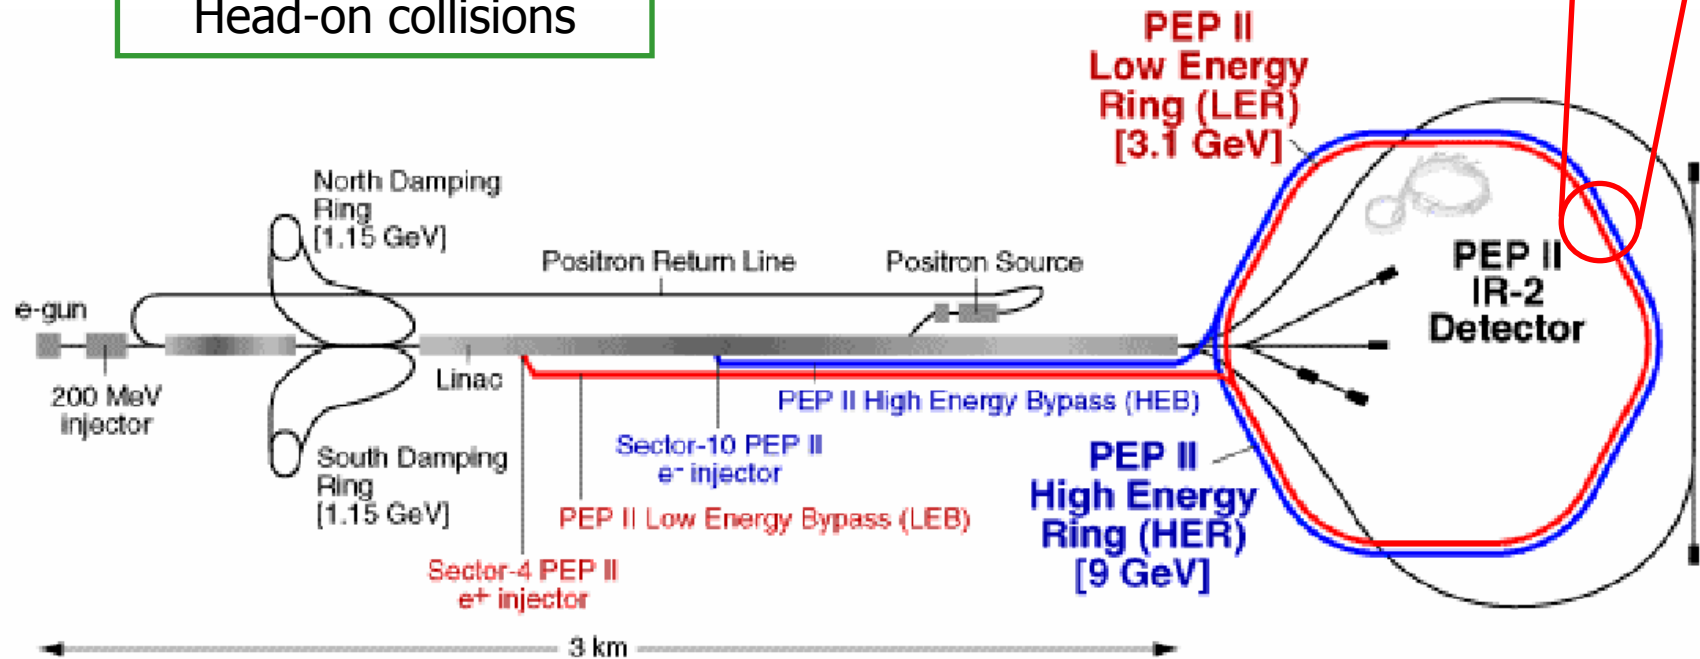 Head-on collisions
PEP II
Low Energy
Ring (LER)
[3.1 GeV]
North Damping
Ring
[1.15 GeV]
Positron Return Line
Positron Source
e-gun
PEP II
IR-2
Detector
Linac
200 MeV
injector
PEP II High Energy Bypass (HEB)
Sector-10 PEP II
e- injector
South Damping
Ring
[1.15 GeV]
PEP II
High Energy
Ring (HER)
[9 GeV]
PEP II Low Energy Bypass (LEB)
Sector-4 PEP II
e+ injector
3 km